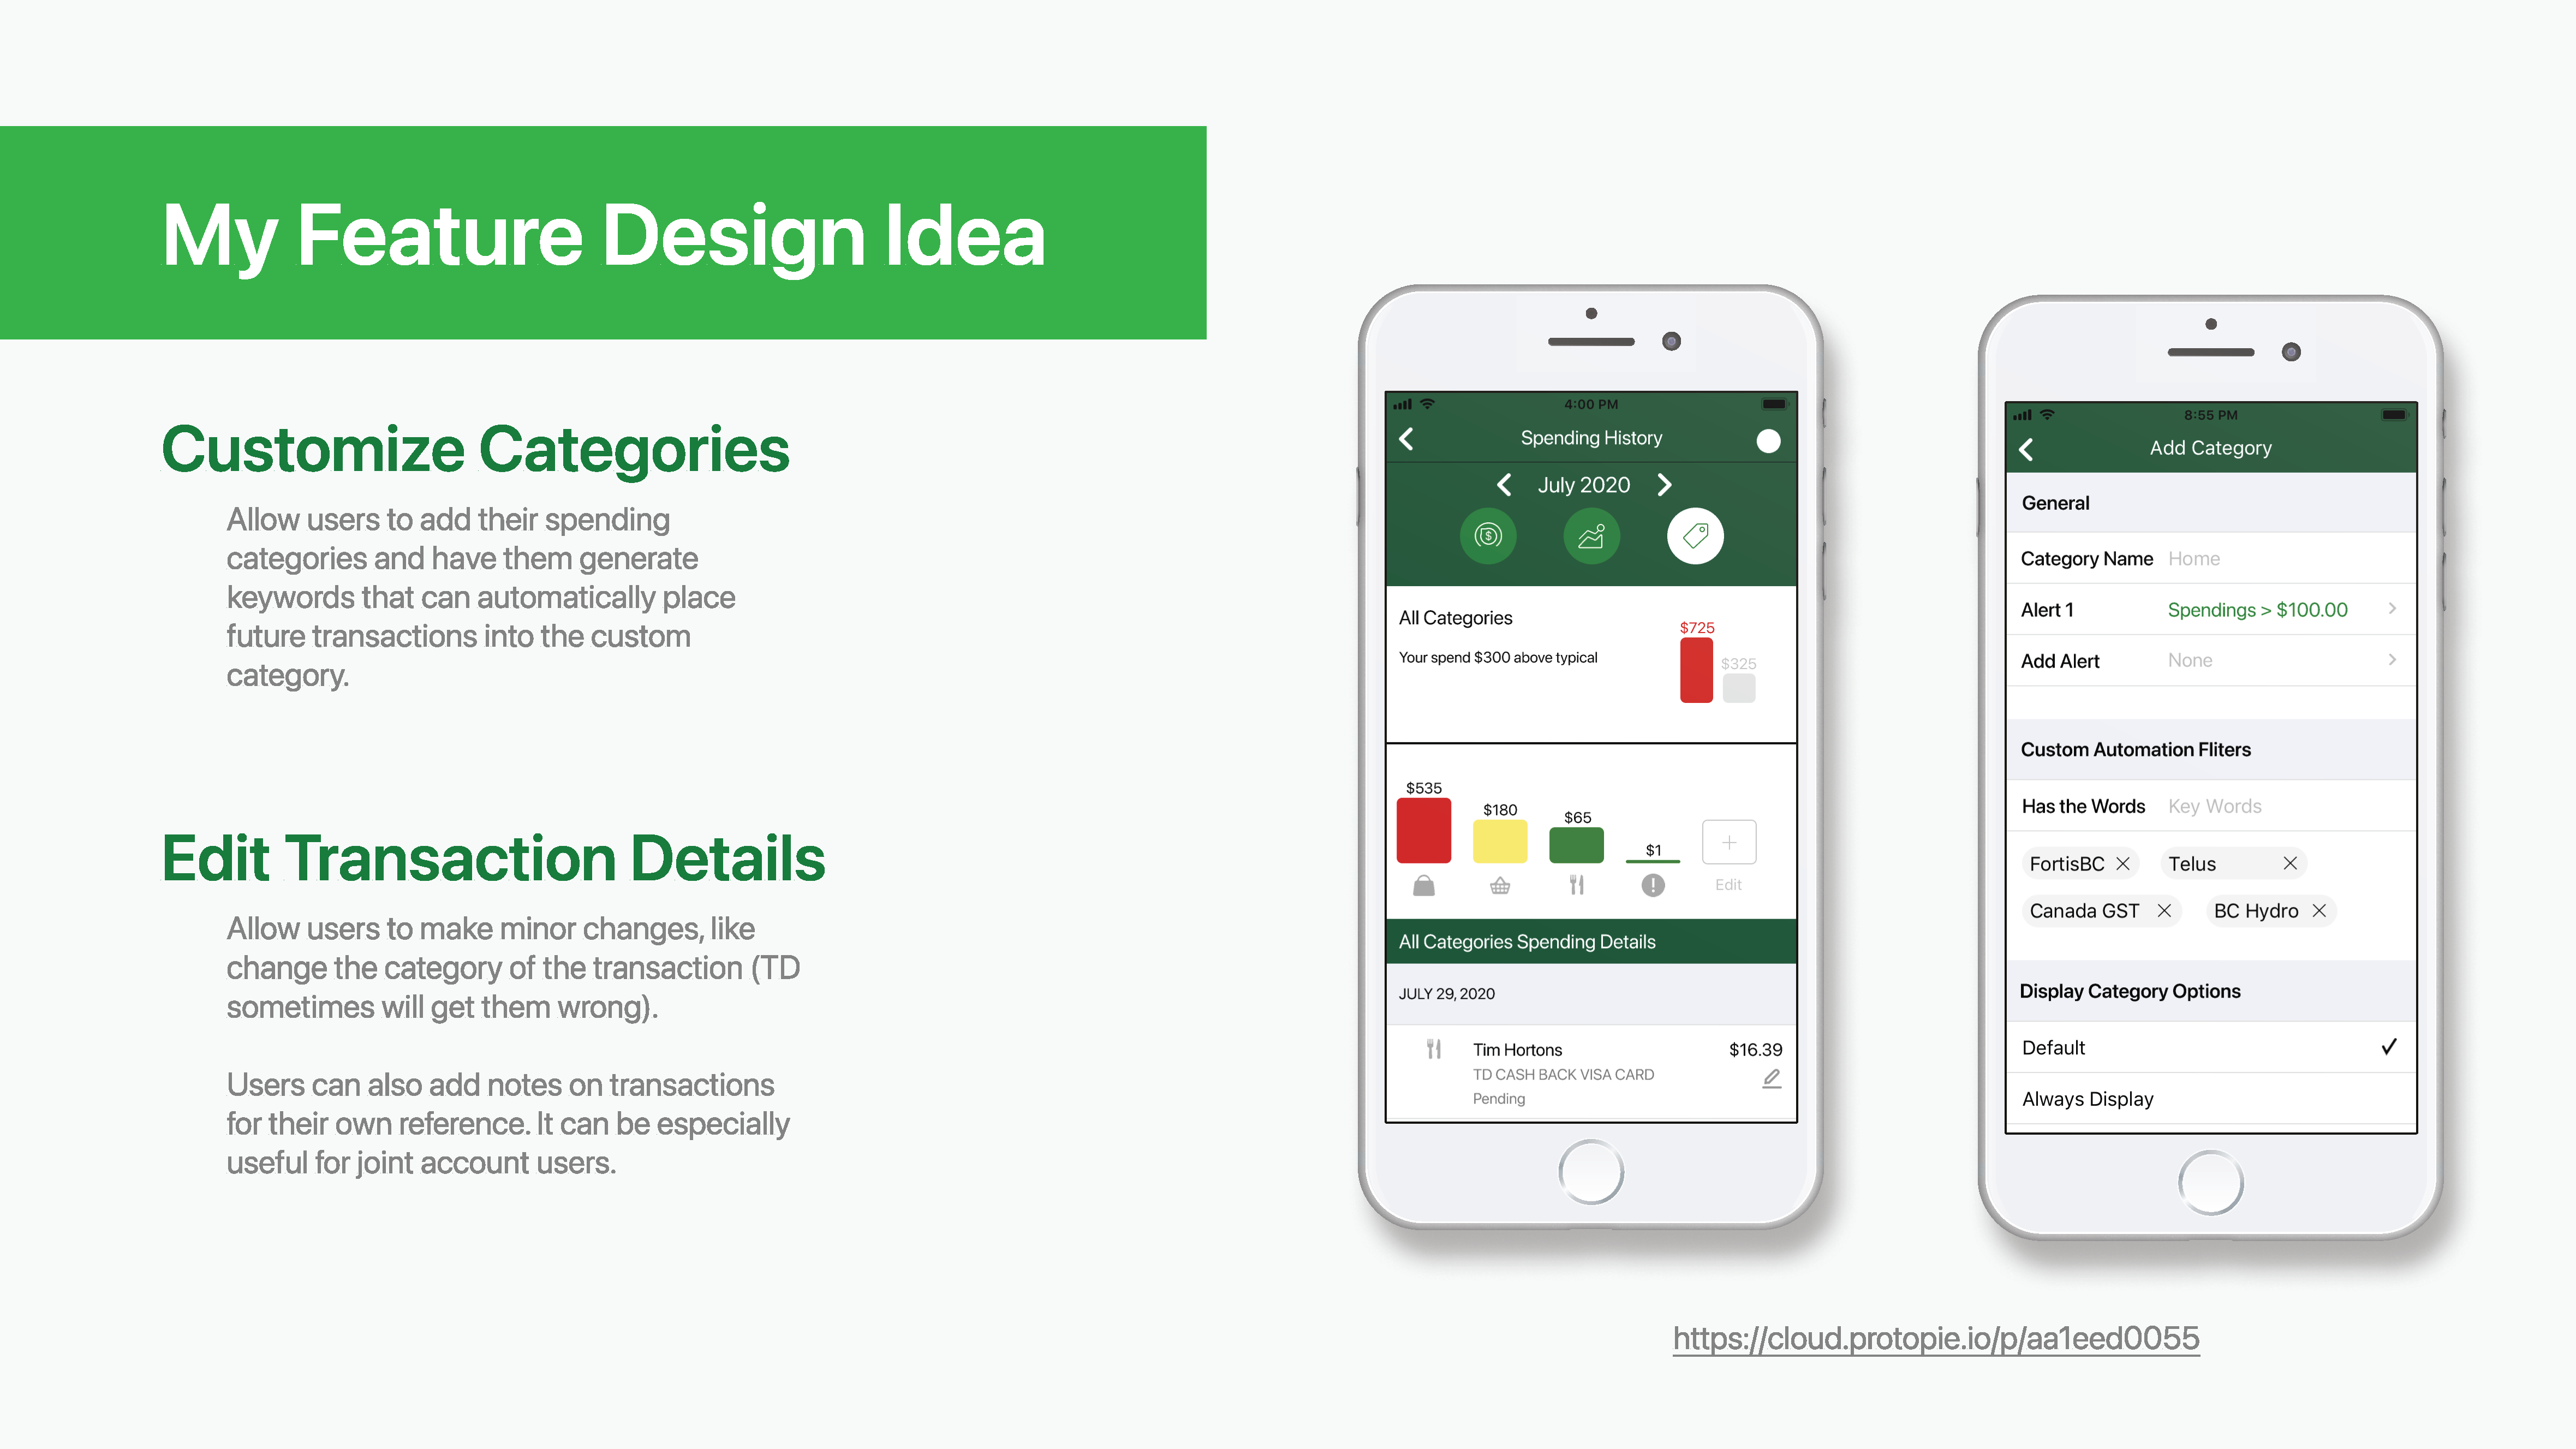 My Feature Design Idea
Customize Categories
Allow users to add their spending
categories and have them generate
keywords that can automatically place
future transactions into the custom
category.
Edit Transaction Details
Allow users to make minor changes, like
change the category of the transaction (TD
sometimes will get them wrong).
Users can also add notes on transactions
for their own reference. It can be especially
useful for joint account users.
4:00 PM
Spending History
July 2020
All Categories
Your spend $300 above typical
$725
$325
$535
$180
$65
$1
Edit
All Categories Spending Details
JULY 29, 2020
Tim Hortons $16.39
TD CASH BACK VISA CARD
Pending
8:55 PM
Add Category
General
Category Name Home
Alert 1 Spendings > $100.00
Add Alert None
Custom Automation Fliters
Has the Words Key Words
FortisBC Telus
Canada GST BC Hydro
Display Category Options
Default
Always Display
https://cloud.protopie.io/p/aa1eed0055